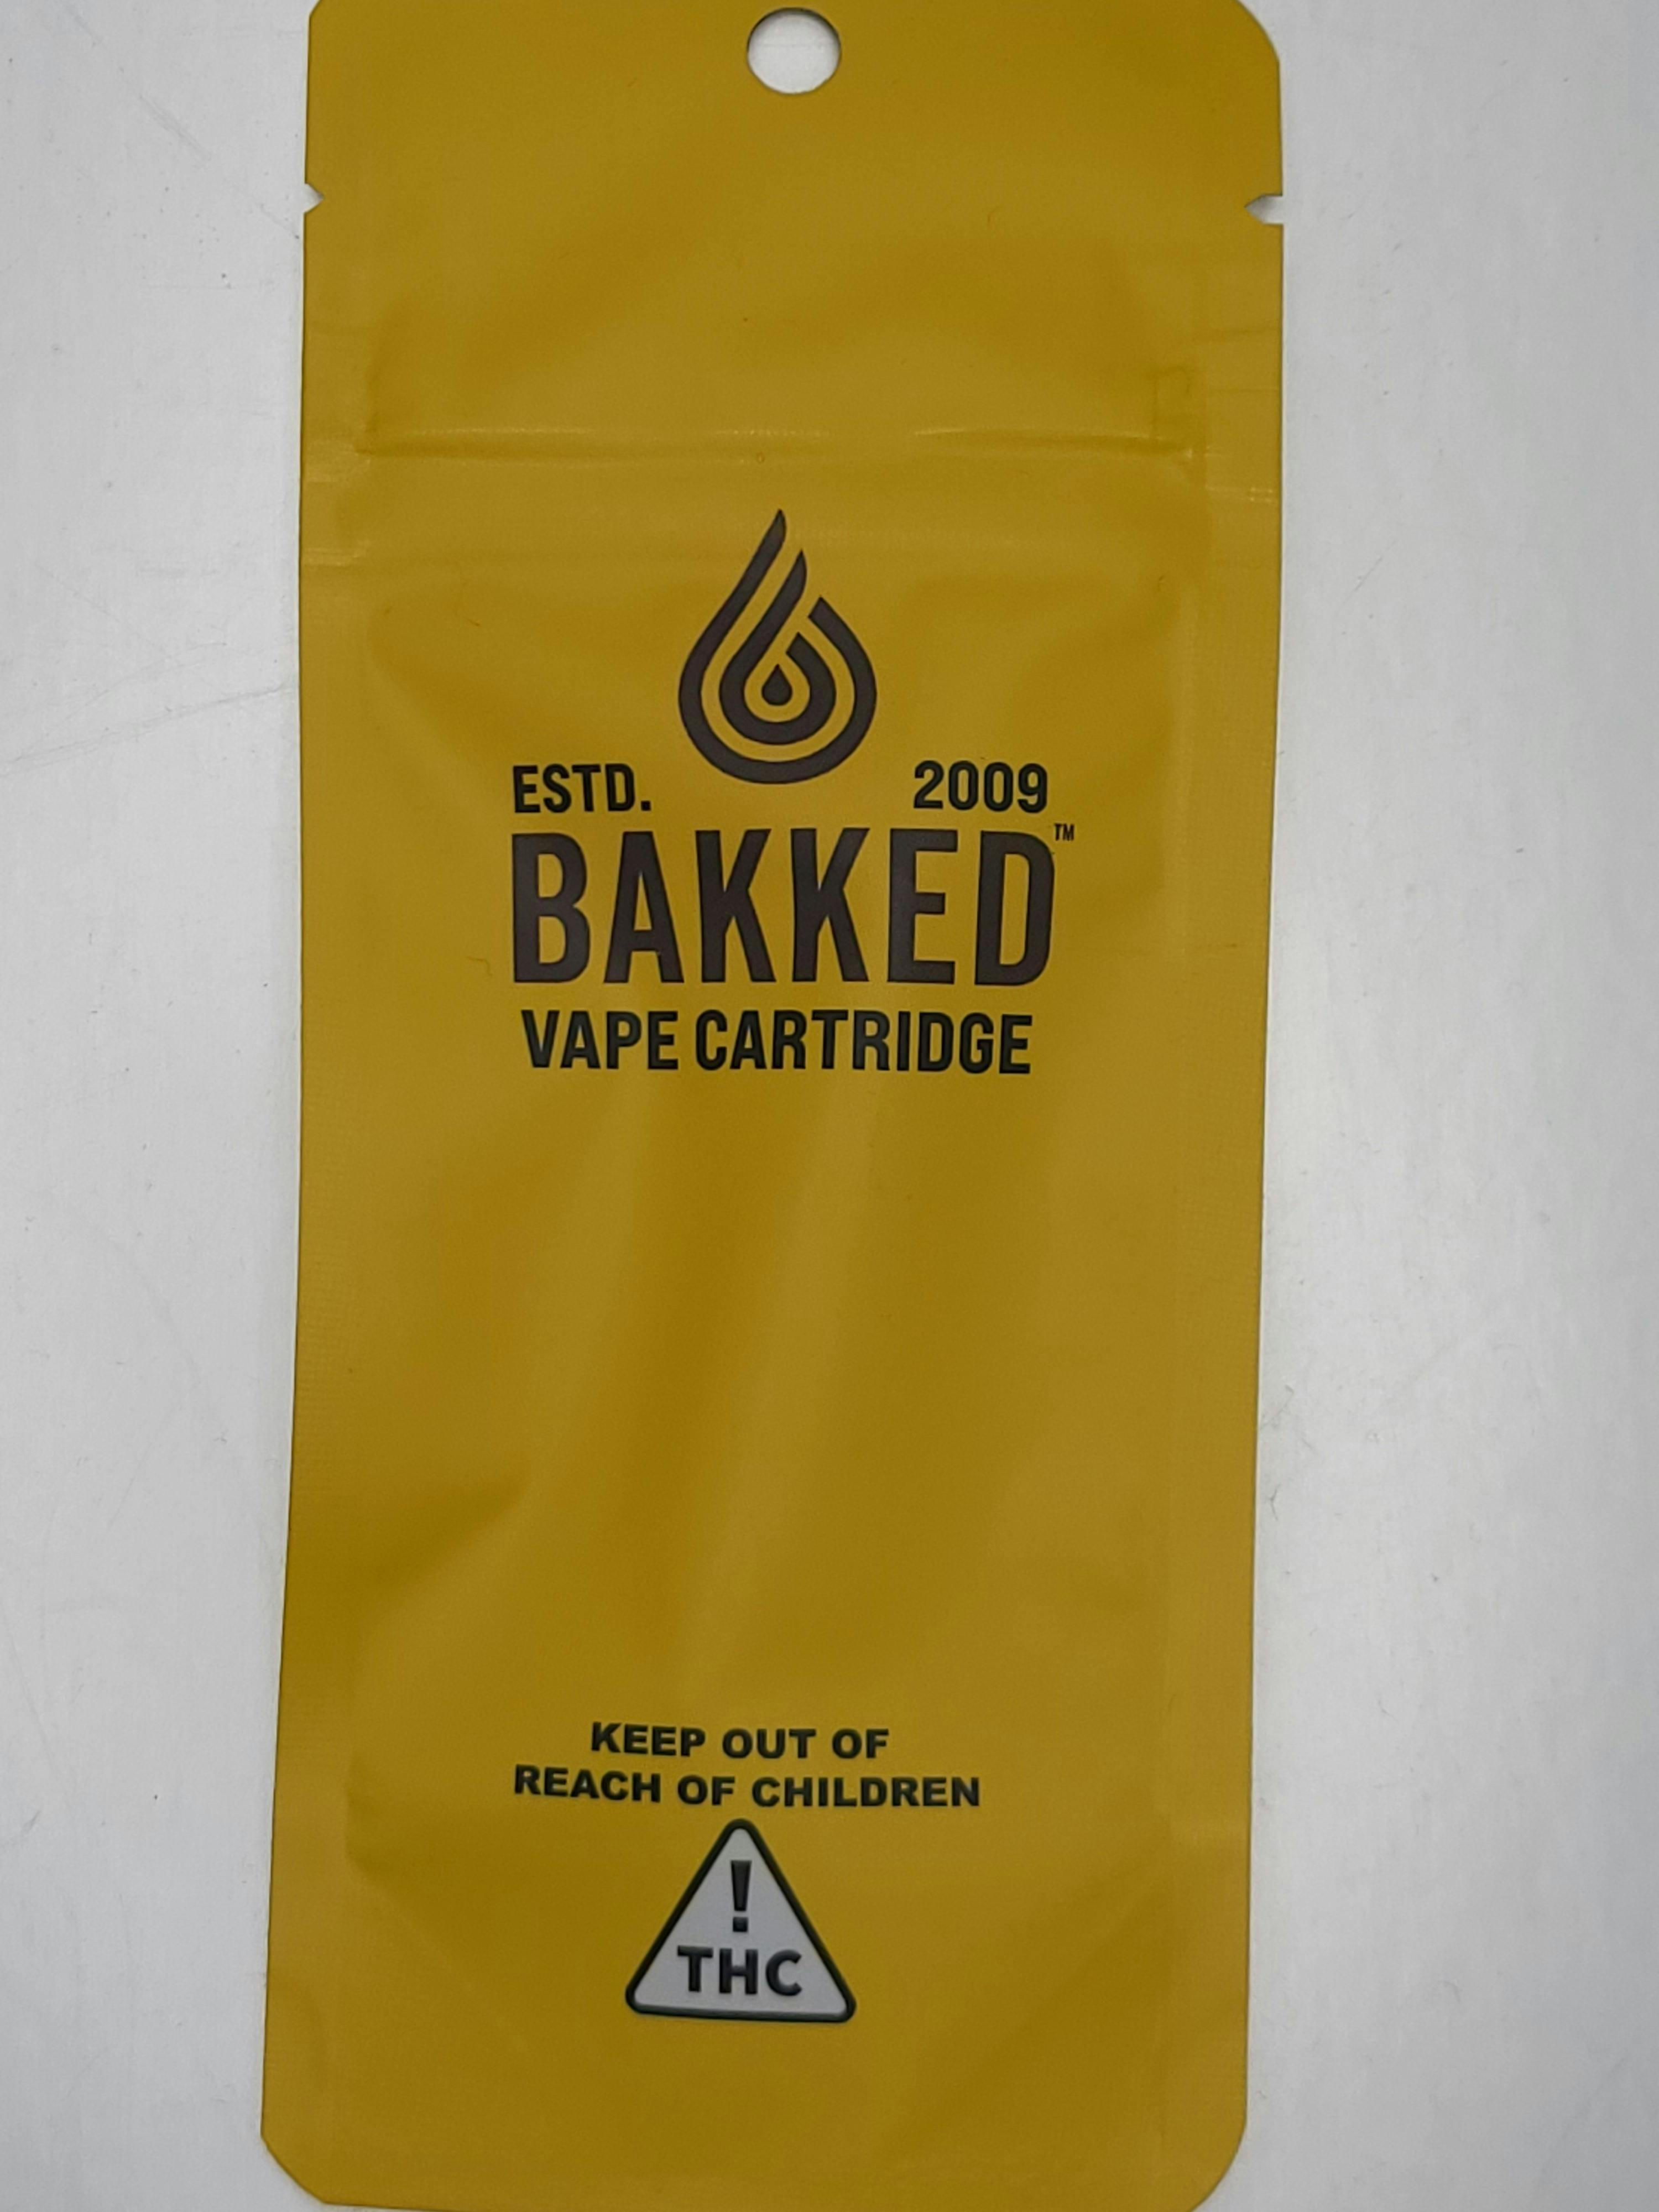 ESTD. 2009
BAKKED™
VAPE CARTRIDGE
KEEP OUT OF
REACH OF CHILDREN
!
THC